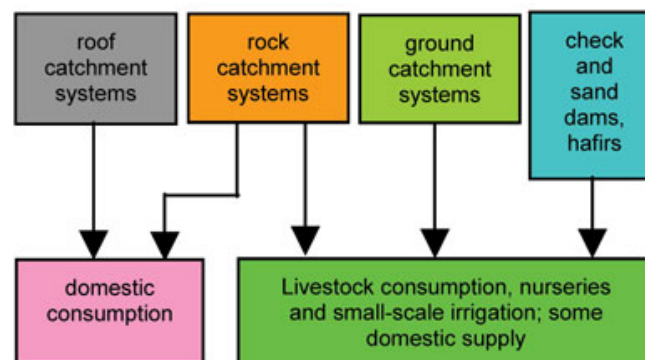 roof
catchment
systems
rock
catchment
systems
ground
catchment
systems
check
and
sand
dams,
hafirs
domestic
consumption
Livestock consumption, nurseries
and small-scale irrigation; some
domestic supply